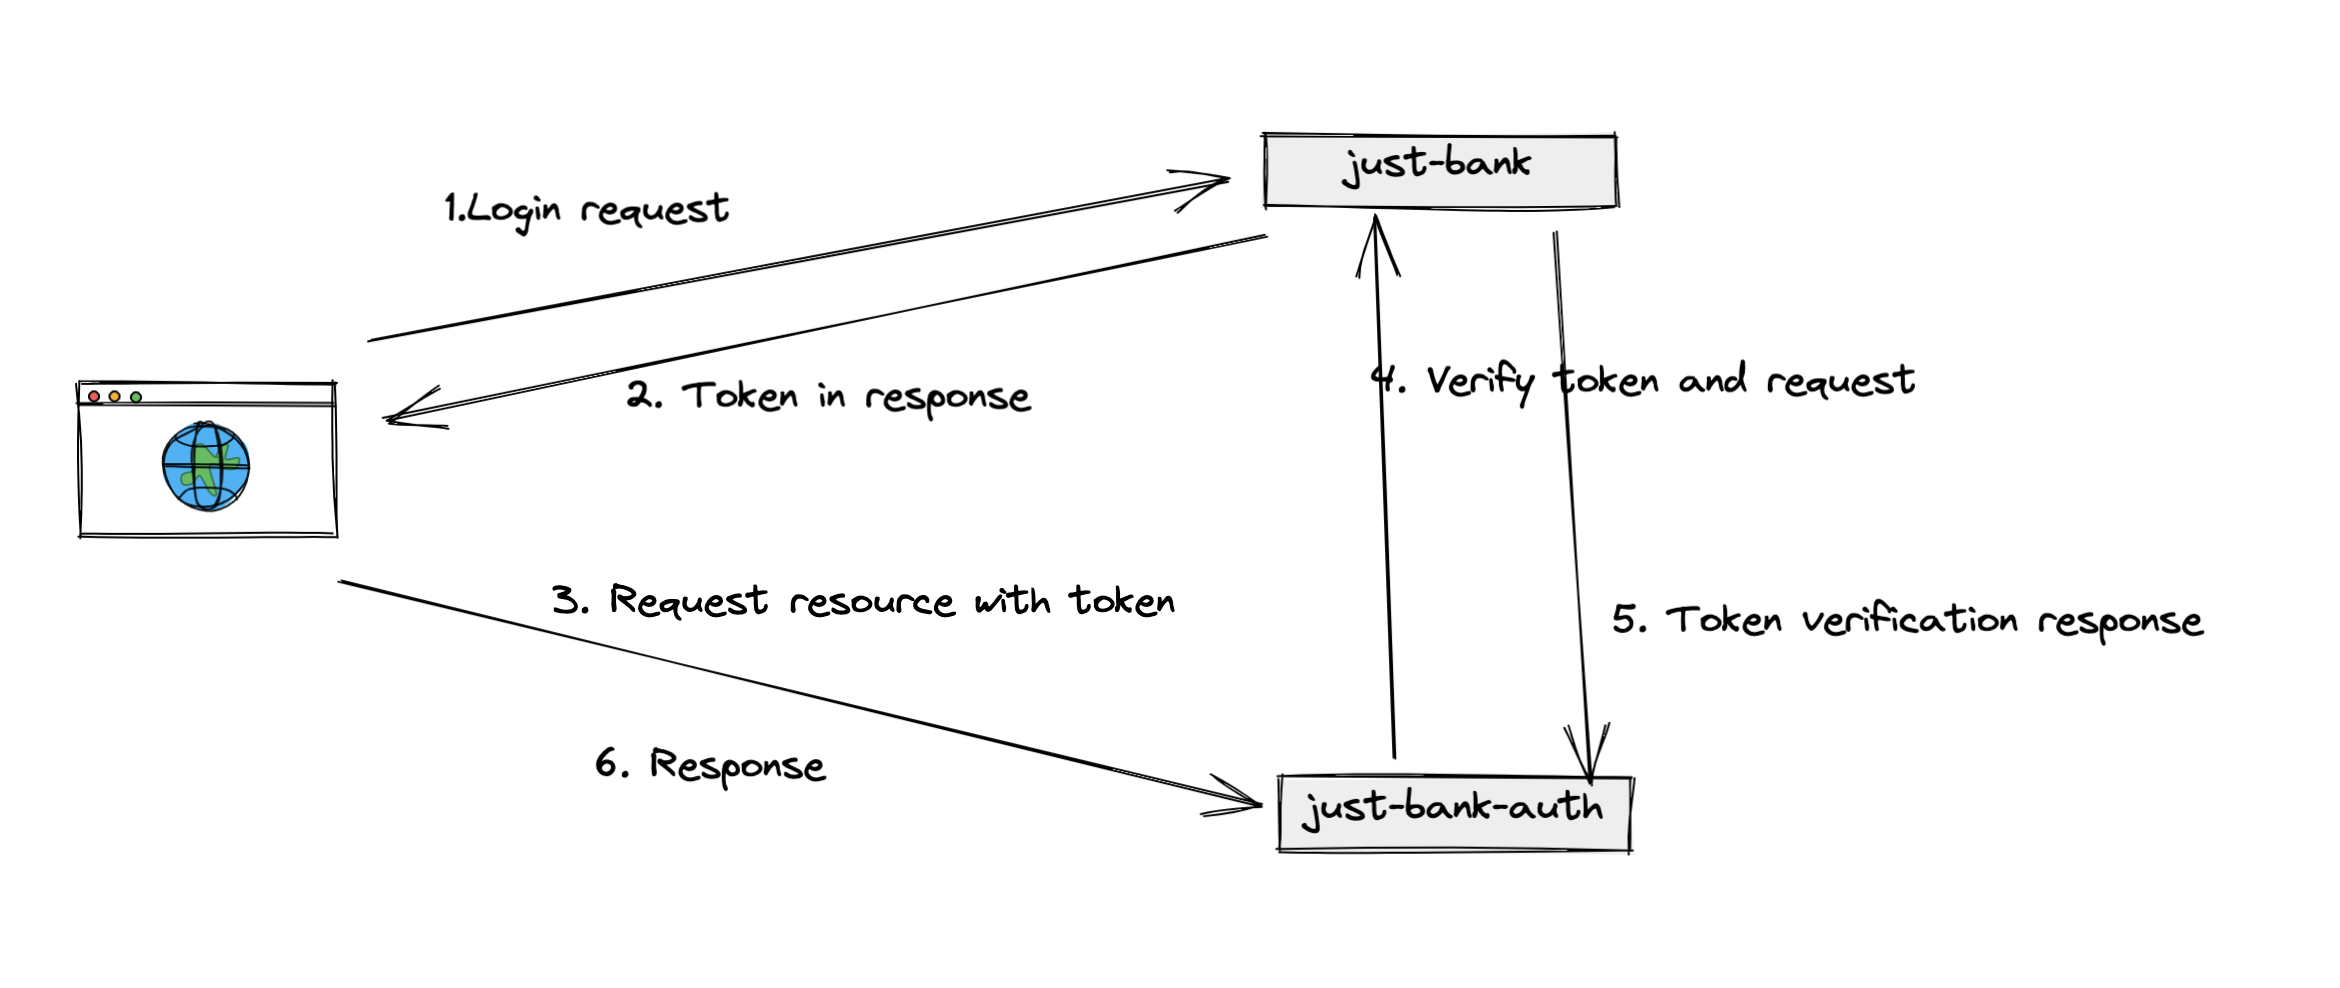 just-bank
1.Login request
4. Verify token and request
2. Token in response
3. Request resource with token
5. Token verification response
6. Response
just-bank-auth